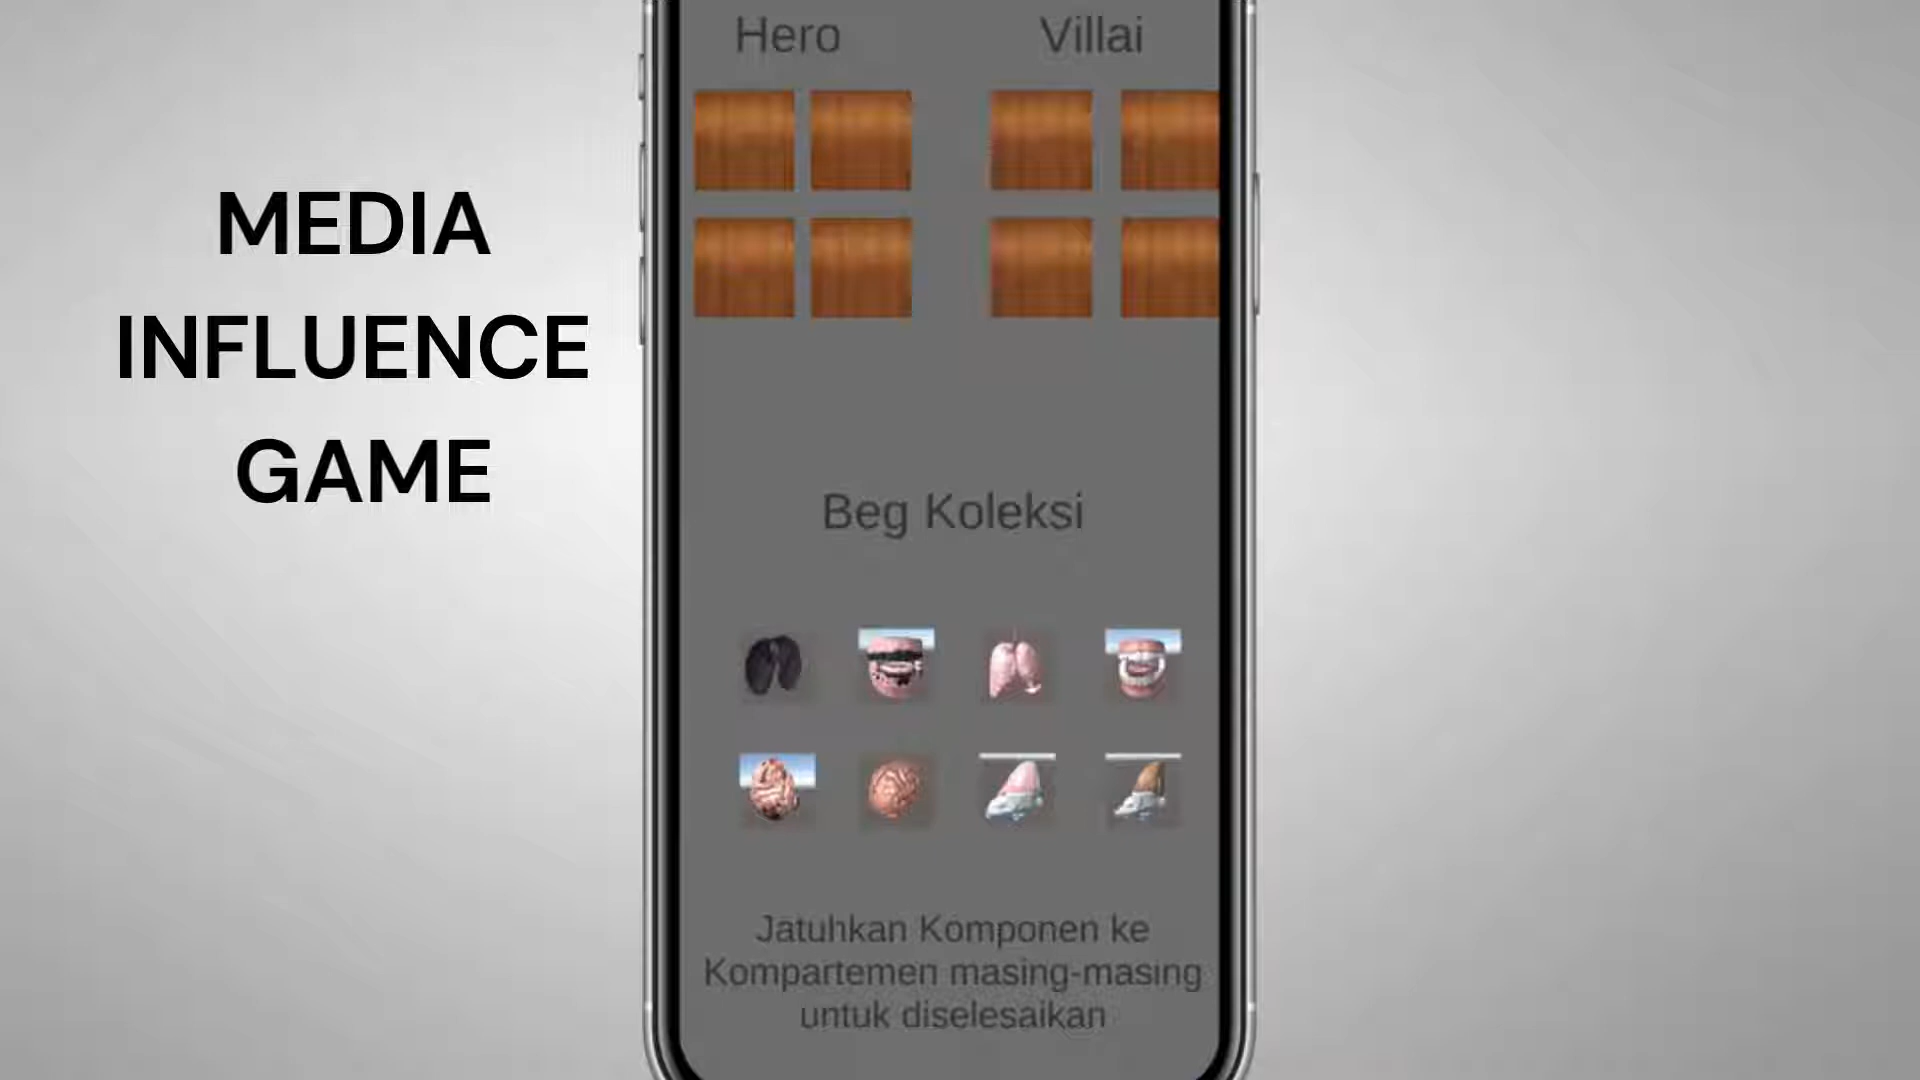 MEDIA
INFLUENCE
GAME
Hero
Villai
Beg Koleksi
Jatuhkan Komponen ke
Kompartemen masing-masing
untuk diselesaikan